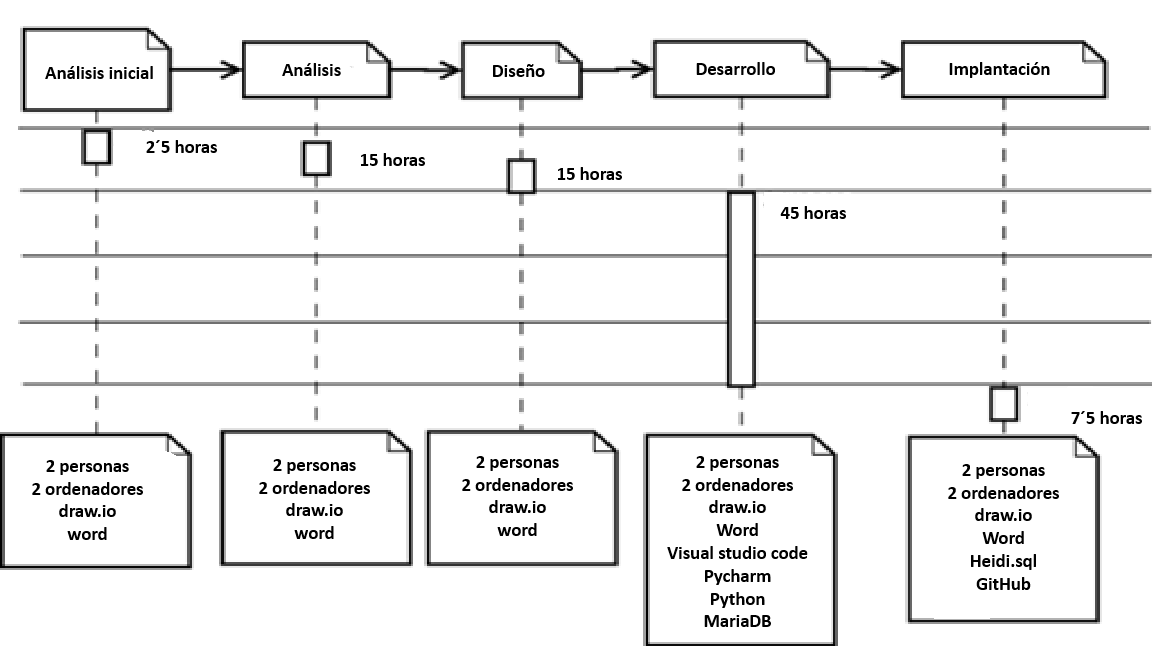 Análisis inicial
Análisis
Diseño
Desarrollo
Implantación
2´5 horas
15 horas
15 horas
45 horas
7´5 horas
2 personas
2 ordenadores
draw.io
word
2 personas
2 ordenadores
draw.io
word
2 personas
2 ordenadores
draw.io
word
2 personas
2 ordenadores
draw.io
Word
Visual studio code
Pycharm
Python
MariaDB
2 personas
2 ordenadores
draw.io
Word
Heidi.sql
GitHub